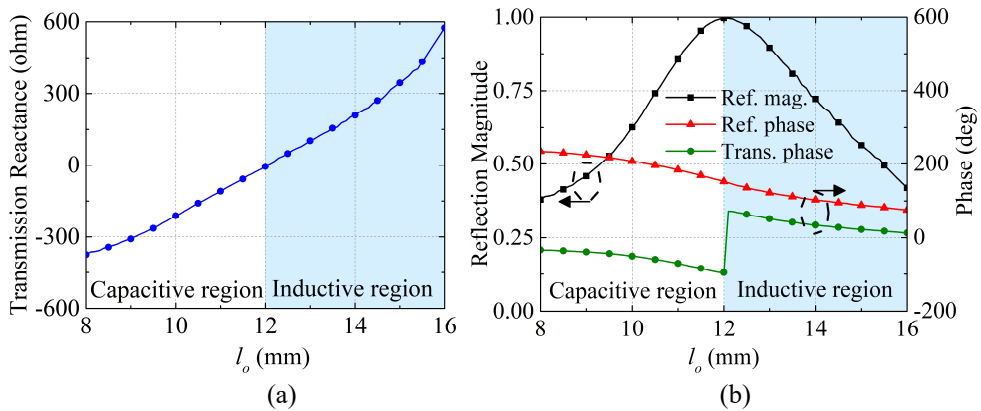 Transmission Reactance (ohm)
600
300
0
-300
-600
Capacitive region
Inductive region
8
10
12
14
16
l_o (mm)
(a)
Reflection Magnitude
1.00
0.75
0.50
0.25
0.00
Ref. mag.
Ref. phase
Trans. phase
Capacitive region
Inductive region
600
400
200
0
-200
Phase (deg)
8
10
12
14
16
l_o (mm)
(b)